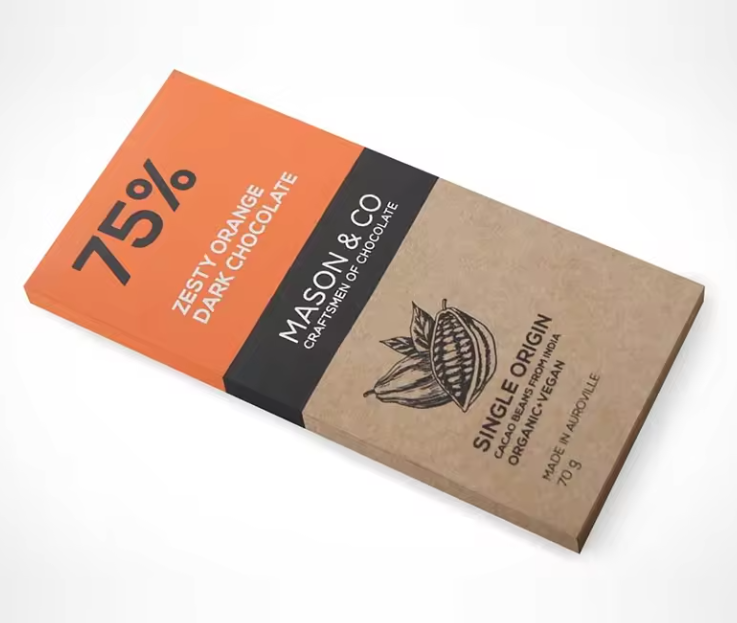 75%
ZESTY ORANGE
DARK CHOCOLATE
MASON & CO
CRAFTSMEN OF CHOCOLATE
SINGLE ORIGIN
CACAO BEANS FROM INDIA
ORGANIC•VEGAN
MADE IN AUROVILLE
70 g